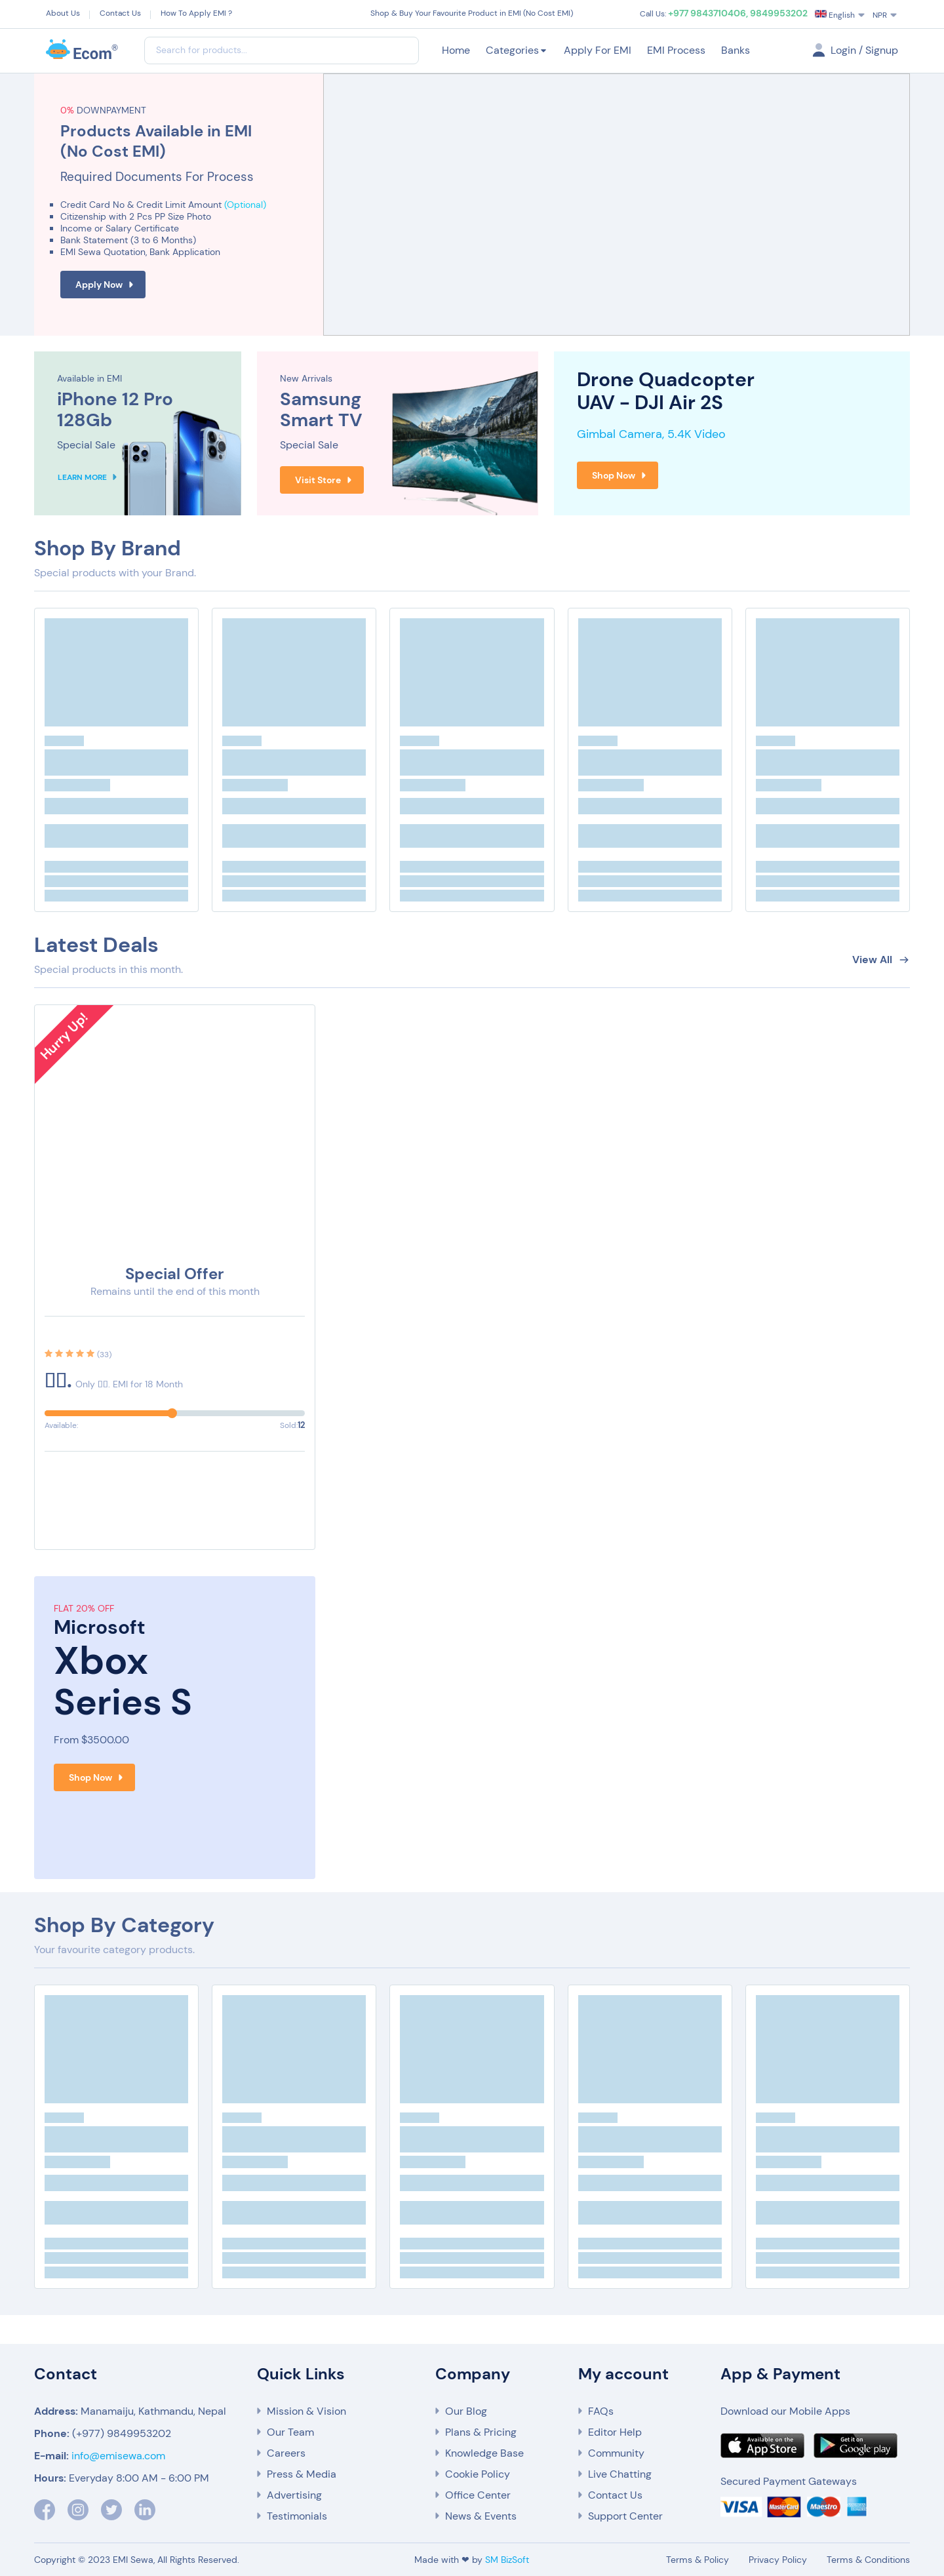 About Us
Contact Us
How To Apply EMI ?
Shop & Buy Your Favourite Product in EMI (No Cost EMI)
Call Us: +977 9843710406, 9849953202
English
NPR
Ecom®
Search for products...
Home
Categories
Apply For EMI
EMI Process
Banks
Login / Signup
0% DOWNPAYMENT
Products Available in EMI
(No Cost EMI)
Required Documents For Process
Credit Card No & Credit Limit Amount (Optional)
Citizenship with 2 Pcs PP Size Photo
Income or Salary Certificate
Bank Statement (3 to 6 Months)
EMI Sewa Quotation, Bank Application
Apply Now
Available in EMI
iPhone 12 Pro
128Gb
Special Sale
LEARN MORE
New Arrivals
Samsung
Smart TV
Special Sale
Visit Store
Drone Quadcopter
UAV - DJI Air 2S
Gimbal Camera, 5.4K Video
Shop Now
Shop By Brand
Special products with your Brand.
Latest Deals
Special products in this month.
View All
Hurry Up!
Special Offer
Remains until the end of this month
(33)
Only . EMI for 18 Month
Available:
Sold 12
FLAT 20% OFF
Microsoft
Xbox
Series S
From $3500.00
Shop Now
Shop By Category
Your favourite category products.
Contact
Address: Manamaiju, Kathmandu, Nepal
Phone: (+977) 9849953202
E-mail: info@emisewa.com
Hours: Everyday 8:00 AM - 6:00 PM
Quick Links
Mission & Vision
Our Team
Careers
Press & Media
Advertising
Testimonials
Company
Our Blog
Plans & Pricing
Knowledge Base
Cookie Policy
Office Center
News & Events
My account
FAQs
Editor Help
Community
Live Chatting
Contact Us
Support Center
App & Payment
Download our Mobile Apps
Available on the
App Store
Get it on
Google play
Secured Payment Gateways
VISA
MasterCard
Maestro
Copyright © 2023 EMI Sewa, All Rights Reserved.
Made with ❤ by SM BizSoft
Terms & Policy
Privacy Policy
Terms & Conditions